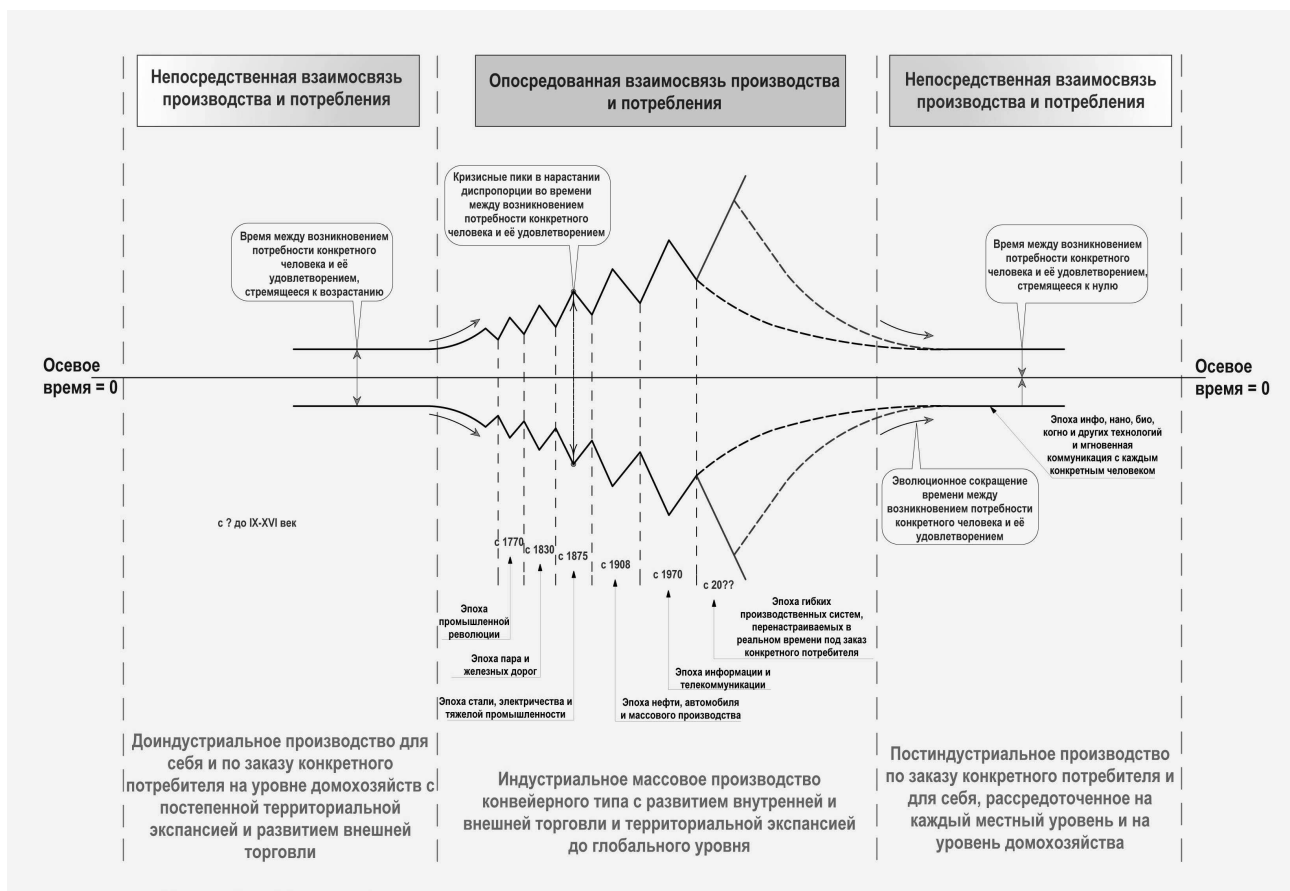 Непосредственная взаимосвязь
производства и потребления
Опосредованная взаимосвязь производства
и потребления
Непосредственная взаимосвязь
производства и потребления
Кризисные пики в нарастании
диспропорции во времени
между возникновением
потребности конкретного
человека и её удовлетворением
Время между возникновением
потребности конкретного
человека и её
удовлетворением,
стремящееся к возрастанию
Время между возникновением
потребности конкретного
человека и её удовлетворением,
стремящееся к нулю
Осевое
время = 0
Осевое
время = 0
Эпоха инфо, нано, био,
когно и других технологий
и мгновенная
коммуникация с каждым
конкретным человеком
Эволюционное сокращение
времени между
возникновением потребности
конкретного человека и её
удовлетворением
с ? до IX-XVI век
с 1770
с 1830
с 1875
с 1908
с 1970
с 20??
Эпоха
промышленной
революции
Эпоха пара и
железных дорог
Эпоха стали, электричества и
тяжелой промышленности
Эпоха нефти, автомобиля
и массового производства
Эпоха информации и
телекоммуникации
Эпоха гибких
производственных систем,
перенастраиваемых в
реальном времени под заказ
конкретного потребителя
Доиндустриальное производство для
себя и по заказу конкретного
потребителя на уровне домохозяйств с
постепенной территориальной
экспансией и развитием внешней
торговли
Индустриальное массовое производство
конвейерного типа с развитием внутренней и
внешней торговли и территориальной экспансией
до глобального уровня
Постиндустриальное производство
по заказу конкретного потребителя и
для себя, рассредоточенное на
каждый местный уровень и на
уровень домохозяйства